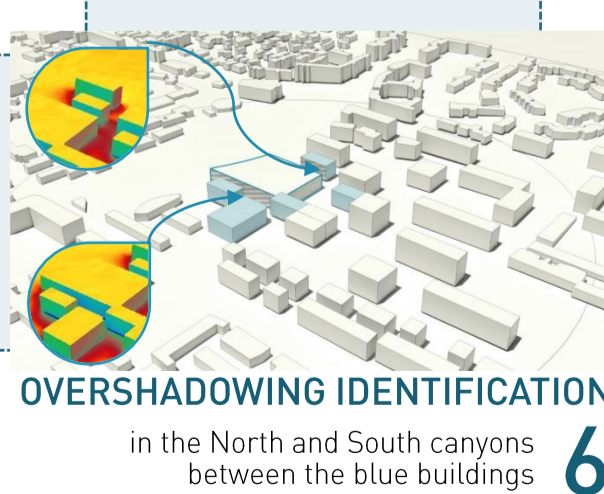 OVERSHADOWING IDENTIFICATION
in the North and South canyons
between the blue buildings
6